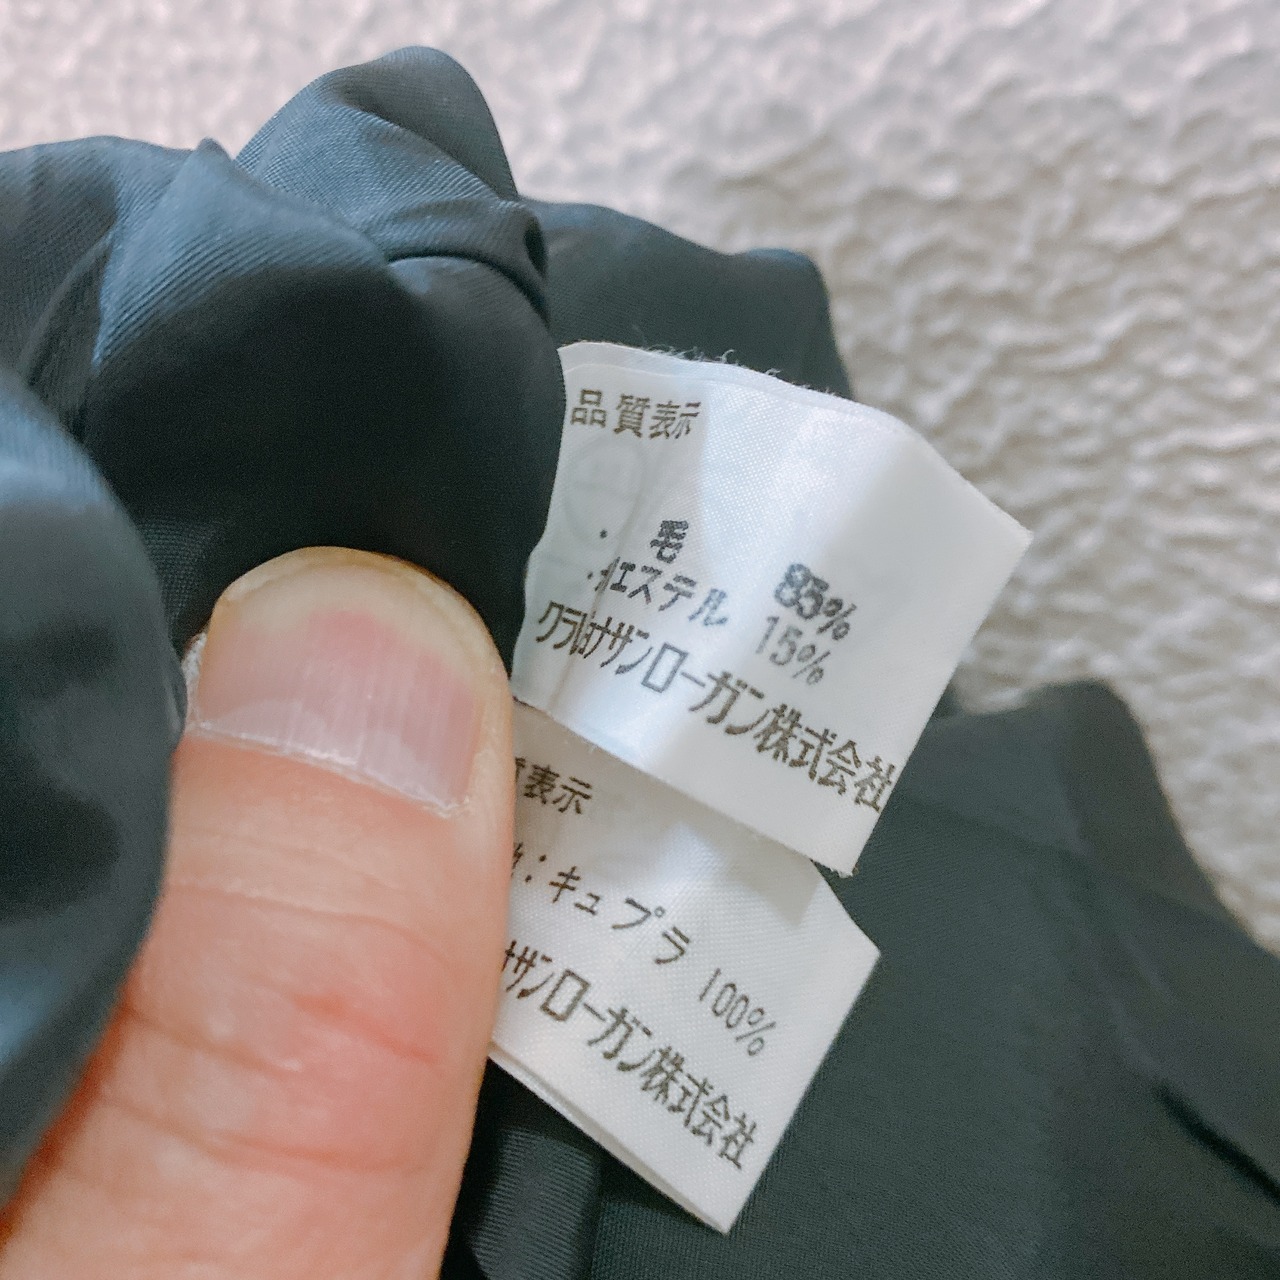 品質表示
毛 85%
エステル 15%
サンローガン株式会社
表示
：キュプラ 100%
サンローガン株式会社